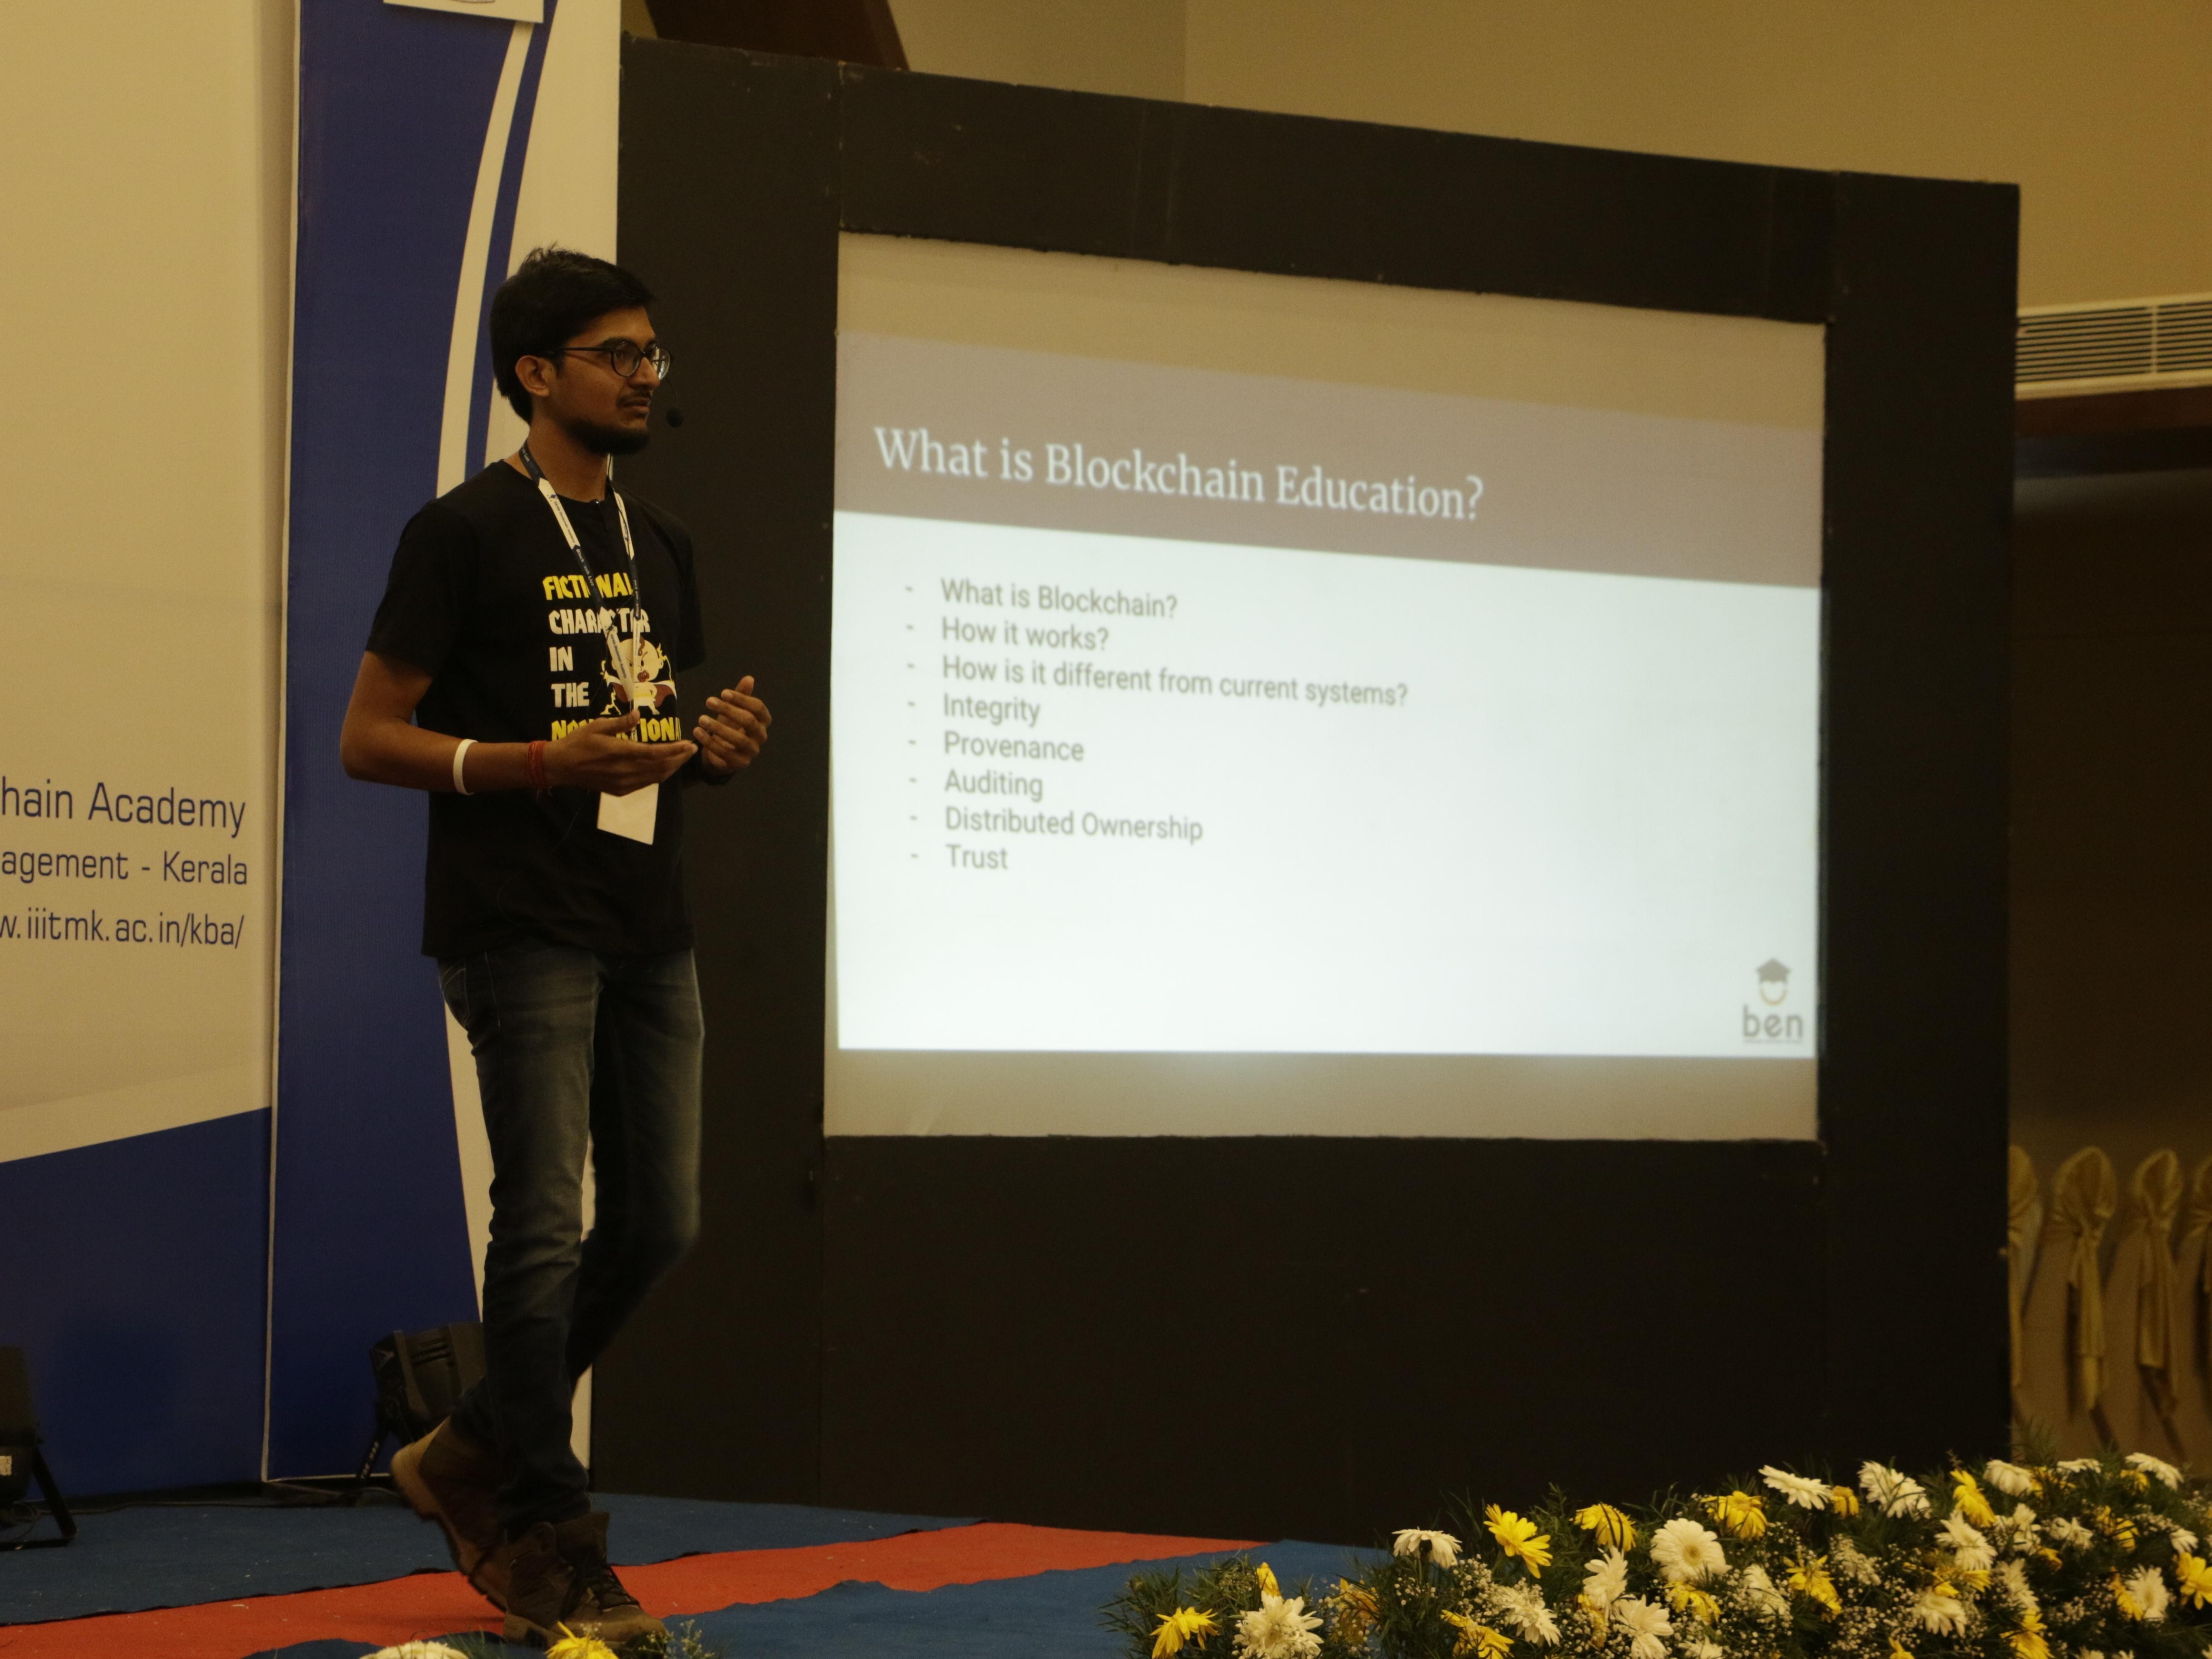 hain Academy
agement - Kerala
w.iiitmk.ac.in/kba/
FICTIONAL
CHARACTER
IN
THE
What is Blockchain Education?
- What is Blockchain?
- How it works?
- How is it different from current systems?
- Integrity
- Provenance
- Auditing
- Distributed Ownership
- Trust
ben